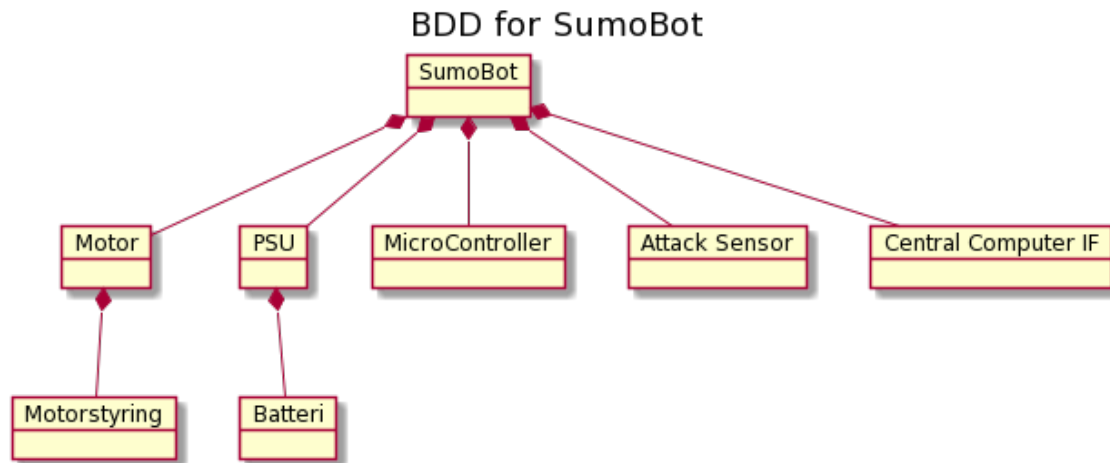 BDD for SumoBot
SumoBot
Motor
PSU
MicroController
Attack Sensor
Central Computer IF
Motorstyring
Batteri